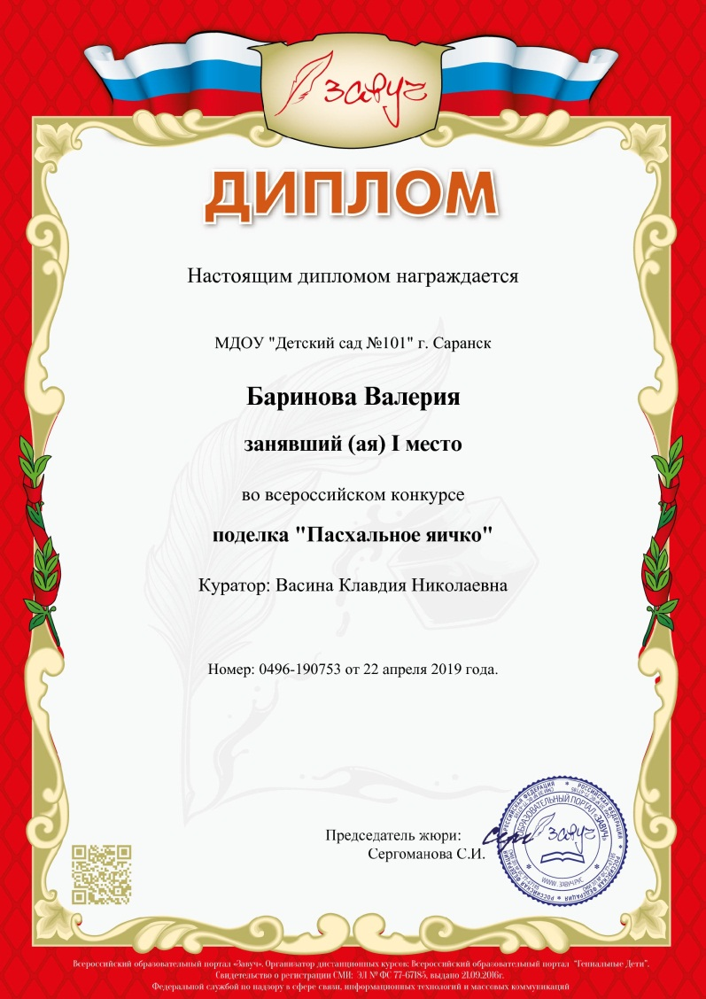 завуч
ДИПЛОМ
Настоящим дипломом награждается
МДОУ "Детский сад №101" г. Саранск
Баринова Валерия
занявший (ая) I место
во всероссийском конкурсе
поделка "Пасхальное яичко"
Куратор: Васина Клавдия Николаевна
Номер: 0496-190753 от 22 апреля 2019 года.
Председатель жюри:
Сергоманова С.И.
РОССИЙСКАЯ ФЕДЕРАЦИЯ
ОБРАЗОВАТЕЛЬНЫЙ ПОРТАЛ «ЗАВУЧ»
завуч
WWW. ЗАВУЧ.РУС
Всероссийский образовательный портал «Завуч». Организатор дистанционных курсов: Всероссийский образовательный портал "Гениальные Дети".
Свидетельство о регистрации СМИ: ЭЛ № ФС 77-67185, выдано 21.09.2016г.
Федеральной службой по надзору в сфере связи, информационных технологий и массовых коммуникаций